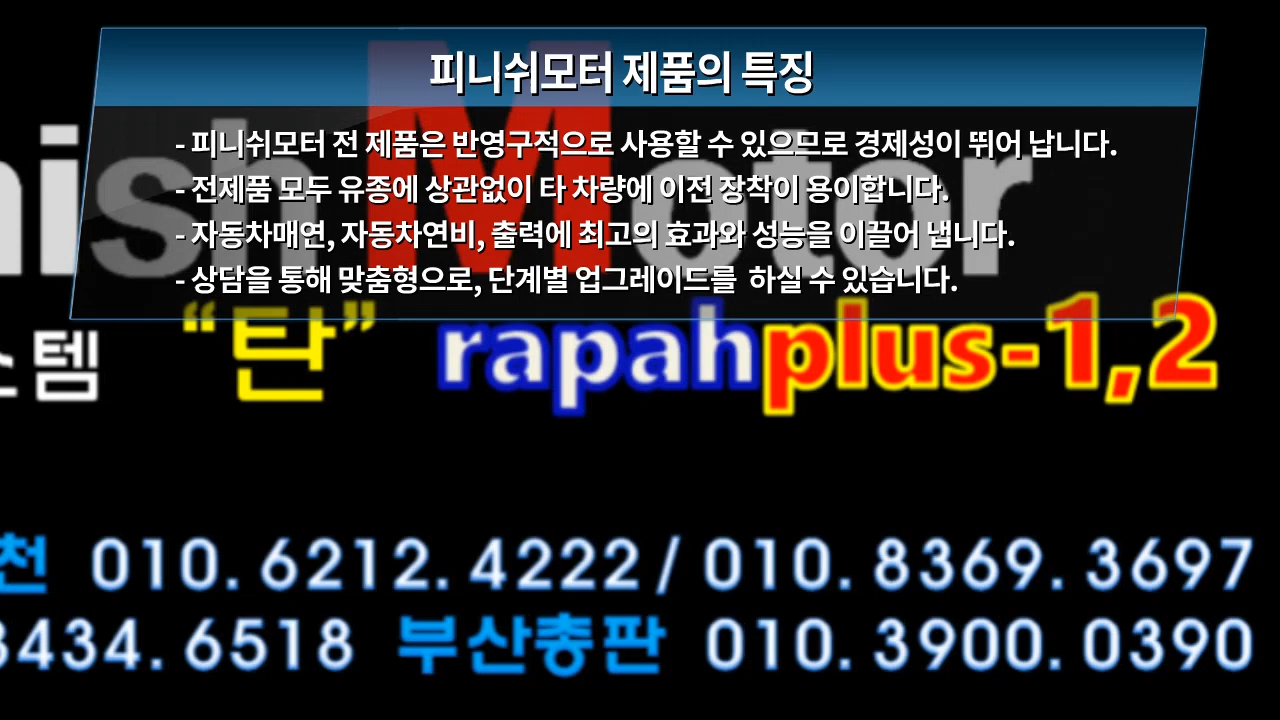 피니쉬모터 제품의 특징
- 피니쉬모터 전 제품은 반영구적으로 사용할 수 있으므로 경제성이 뛰어 납니다.
- 전제품 모두 유종에 상관없이 타 차량에 이전 장착이 용이합니다.
- 자동차매연, 자동차연비, 출력에 최고의 효과와 성능을 이끌어 냅니다.
- 상담을 통해 맞춤형으로, 단계별 업그레이드를 하실 수 있습니다.
nish Motor
스템 “탄” rapahplus-1,2
천 010. 6212. 4222 / 010. 8369. 3697
3434. 6518 부산총판 010. 3900. 0390